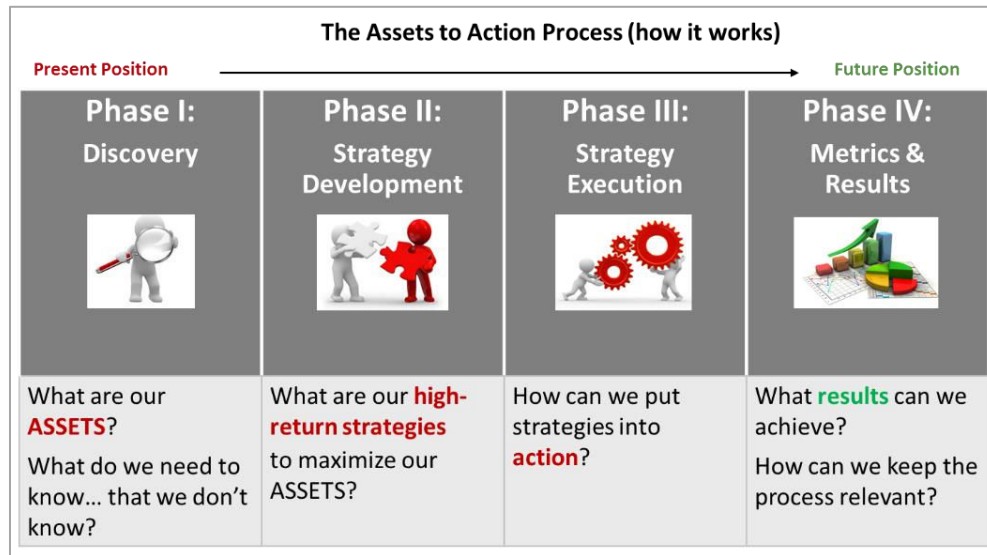 The Assets to Action Process (how it works)
Present Position
Future Position
Phase I:
Discovery
Phase II:
Strategy
Development
Phase III:
Strategy
Execution
Phase IV:
Metrics &
Results
What are our
ASSETS?
What do we need to
know... that we don't
know?
What are our high-
return strategies
to maximize our
ASSETS?
How can we put
strategies into
action?
What results can we
achieve?
How can we keep the
process relevant?